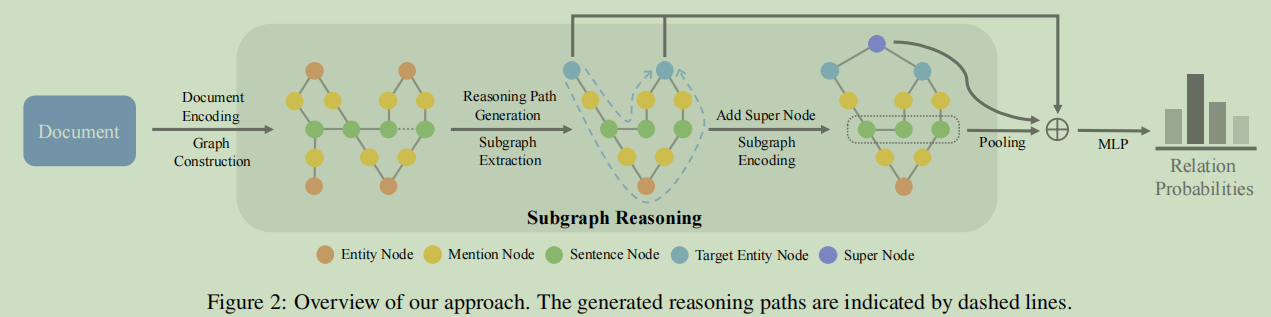 Document
Document
Encoding
Graph
Construction
Reasoning Path
Generation
Subgraph
Extraction
Add Super Node
Subgraph
Encoding
Pooling
MLP
Relation
Probabilities
Subgraph Reasoning
Entity Node
Mention Node
Sentence Node
Target Entity Node
Super Node
Figure 2: Overview of our approach. The generated reasoning paths are indicated by dashed lines.